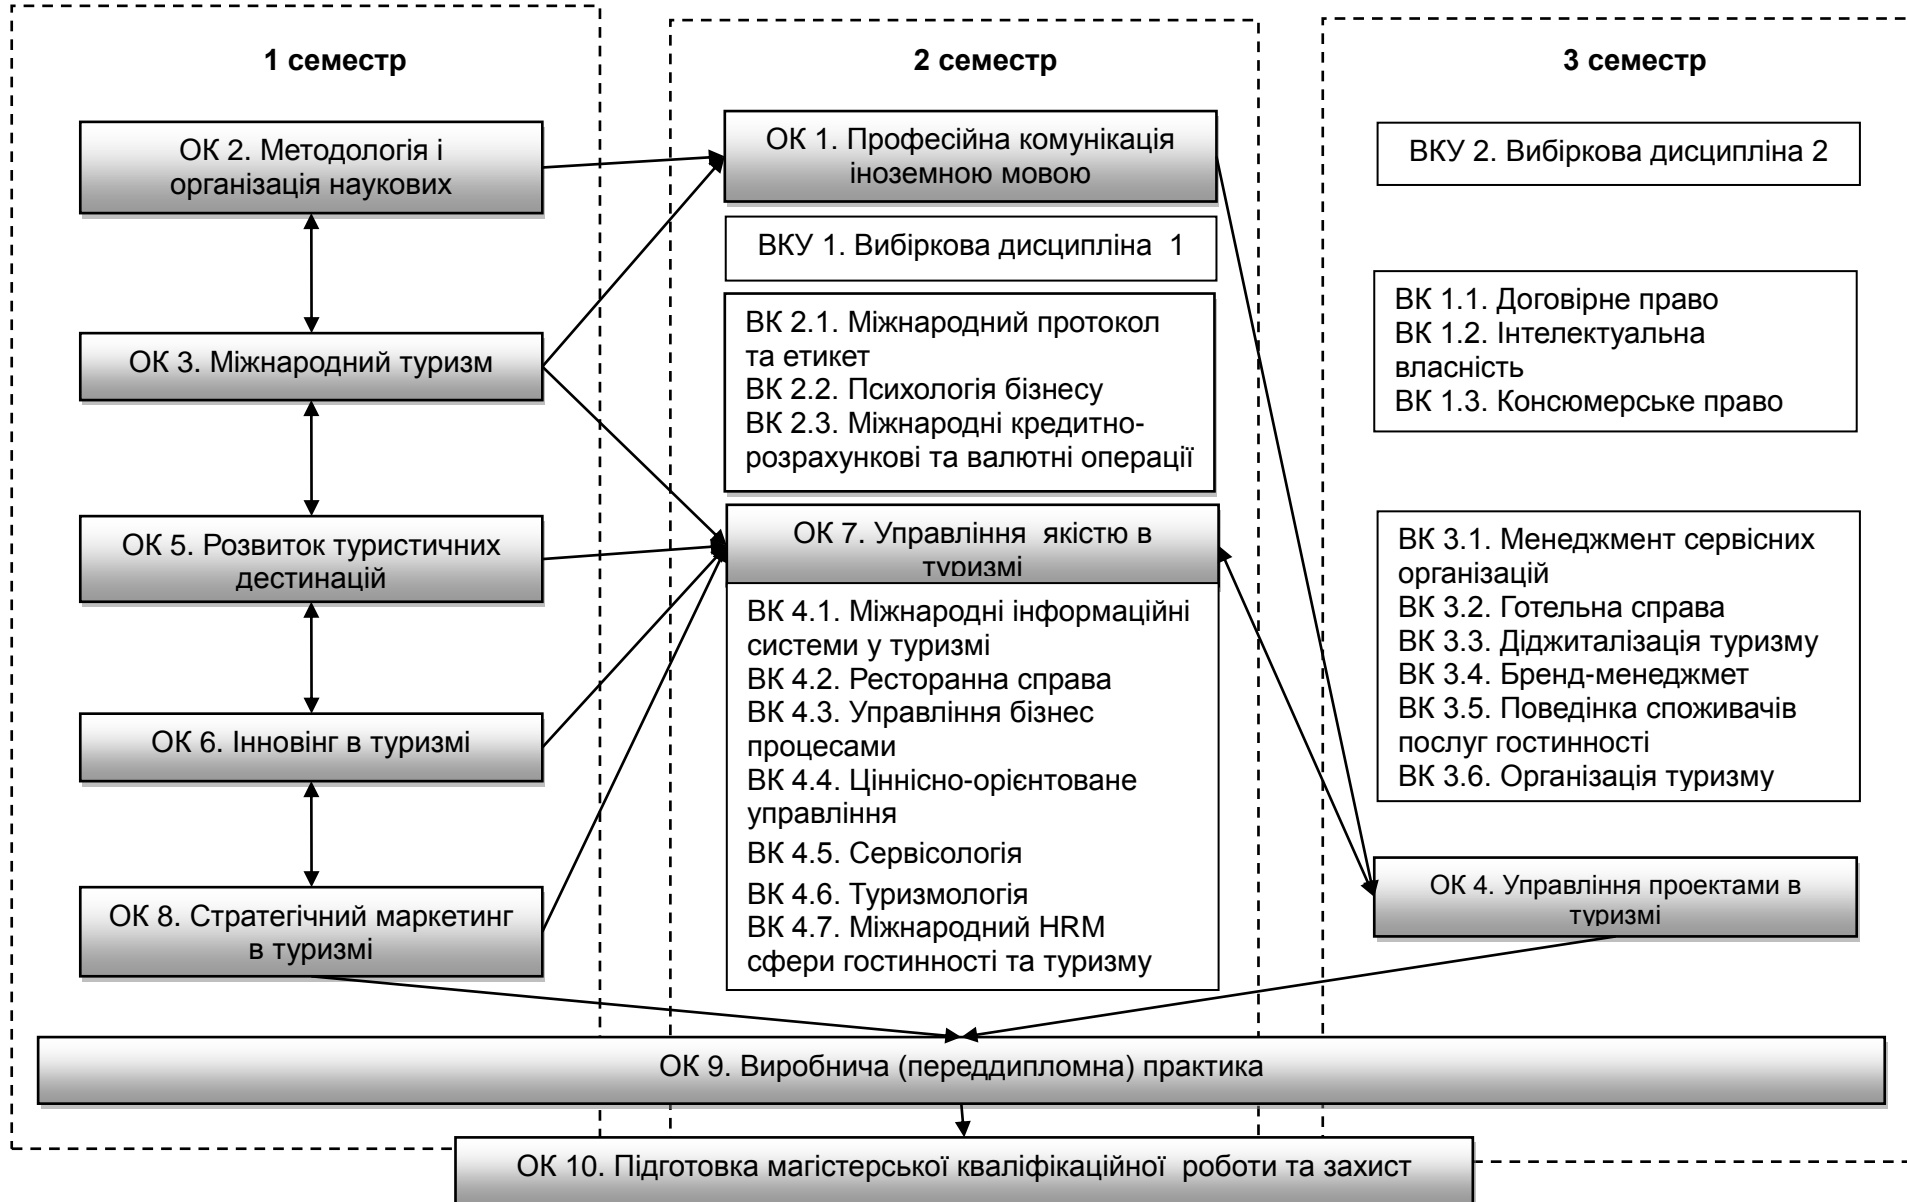 1 семестр
ОК 2. Методологія і
організація наукових
ОК 3. Міжнародний туризм
ОК 5. Розвиток туристичних
дестинацій
ОК 6. Інновінг в туризмі
ОК 8. Стратегічний маркетинг
в туризмі
2 семестр
ОК 1. Професійна комунікація
іноземною мовою
ВКУ 1. Вибіркова дисципліна 1
ВК 2.1. Міжнародний протокол
та етикет
ВК 2.2. Психологія бізнесу
ВК 2.3. Міжнародні кредитно-
розрахункові та валютні операції
ОК 7. Управління якістю в
туризмі
ВК 4.1. Міжнародні інформаційні
системи у туризмі
ВК 4.2. Ресторанна справа
ВК 4.3. Управління бізнес
процесами
ВК 4.4. Ціннісно-орієнтоване
управління
ВК 4.5. Сервісологія
ВК 4.6. Туризмологія
ВК 4.7. Міжнародний HRM
сфери гостинності та туризму
3 семестр
ВКУ 2. Вибіркова дисципліна 2
ВК 1.1. Договірне право
ВК 1.2. Інтелектуальна
власність
ВК 1.3. Консюмерське право
ВК 3.1. Менеджмент сервісних
організацій
ВК 3.2. Готельна справа
ВК 3.3. Діджиталізація туризму
ВК 3.4. Бренд-менеджмет
ВК 3.5. Поведінка споживачів
послуг гостинності
ВК 3.6. Організація туризму
ОК 4. Управління проектами в
туризмі
ОК 9. Виробнича (переддипломна) практика
ОК 10. Підготовка магістерської кваліфікаційної роботи та захист